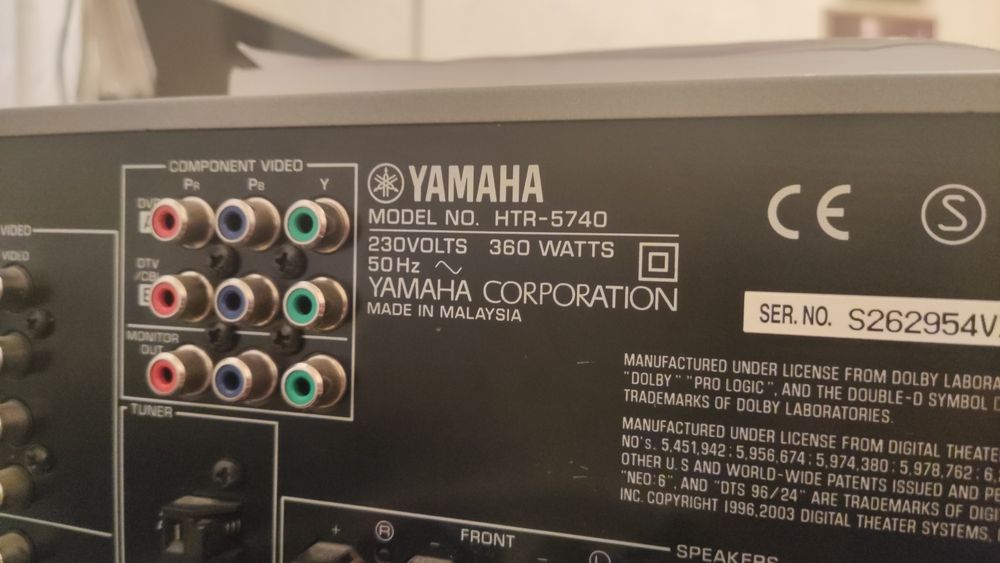 COMPONENT VIDEO
PR PB Y
DVD
A
DTV
/CBL
B
MONITOR
OUT
VIDEO
VIDEO
TUNER
YAMAHA
MODEL NO. HTR-5740
230VOLTS 360 WATTS
50Hz
YAMAHA CORPORATION
MADE IN MALAYSIA
CE
S
SER. NO. S262954V
MANUFACTURED UNDER LICENSE FROM DOLBY LABORA
"DOLBY" "PRO LOGIC", AND THE DOUBLE-D SYMBOL
TRADEMARKS OF DOLBY LABORATORIES.
MANUFACTURED UNDER LICENSE FROM DIGITAL THEATE
NO's. 5,451,942; 5,956,674; 5,974,380; 5,978,762; 6,
OTHER U.S AND WORLD-WIDE PATENTS ISSUED AND PE
"NEO:6", AND "DTS 96/24" ARE TRADEMARKS OF DIGI
INC. COPYRIGHT 1996,2003 DIGITAL THEATER SYSTEMS,
+ R − FRONT − L
SPEAKERS